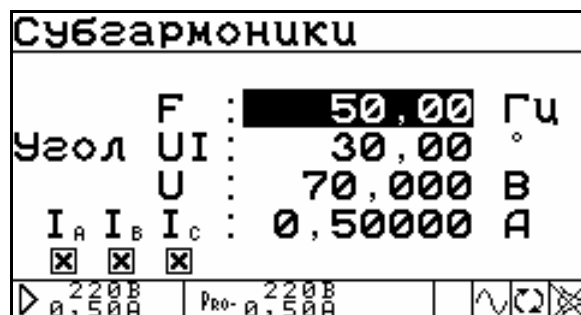 Субгармоники
F : 50,00 Гц
Угол UI : 30,00 °
U : 70,000 В
IA IB IC : 0,50000 А
220В PRO- 220В
0,50А 0,50А